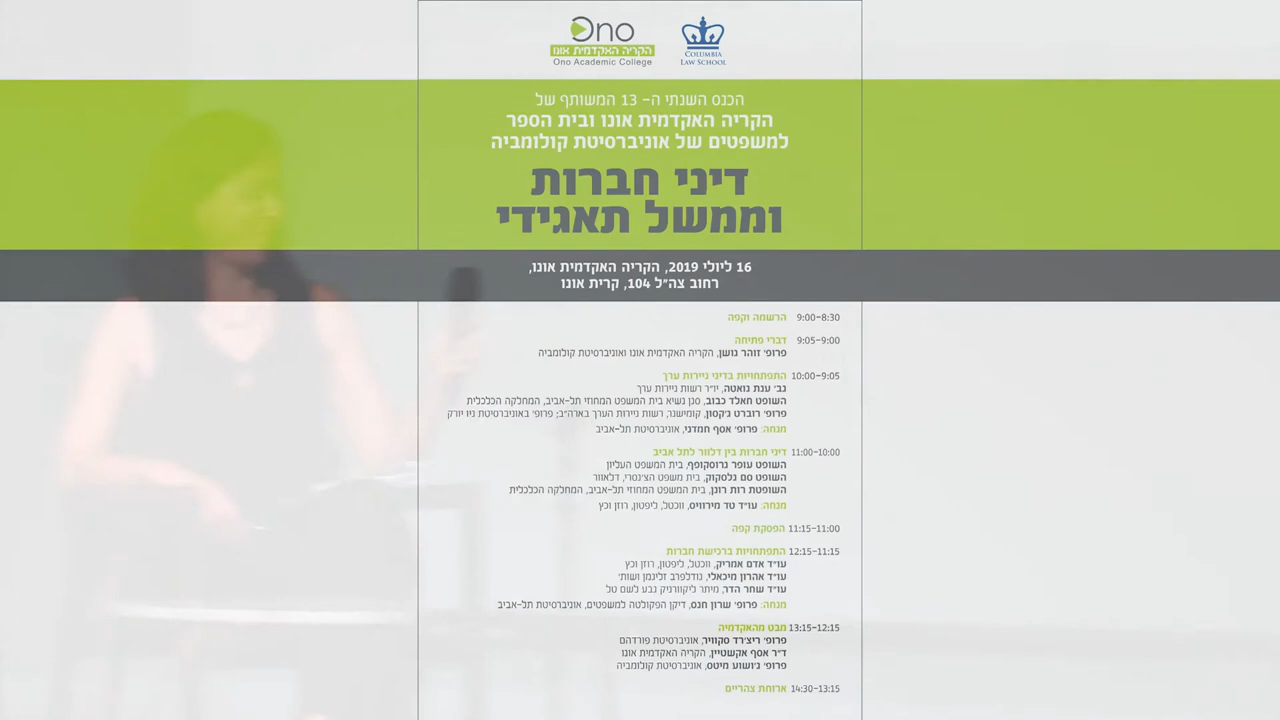 Ono
הקריה האקדמית אונו
Ono Academic College
COLUMBIA
LAW SCHOOL
הכנס השנתי ה- 13 המשותף של
הקריה האקדמית אונו ובית הספר
למשפטים של אוניברסיטת קולומביה
דיני חברות
וממשל תאגידי
16 ליולי 2019, הקריה האקדמית אונו,
רחוב צה"ל 104, קרית אונו
9:00-8:30 הרשמה וקפה
9:05-9:00 דברי פתיחה
פרופ' זוהר גושן, הקריה האקדמית אונו ואוניברסיטת קולומביה
10:00-9:05 התפתחויות בדיני ניירות ערך
גב' ענת גואטה, יו"ר רשות ניירות ערך
השופט חאלד כבוב, סגן נשיא בית המשפט המחוזי תל-אביב, המחלקה הכלכלית
פרופ' רוברט ג'קסון, קומישנר, רשות ניירות הערך בארה"ב; פרופ' באוניברסיטת ניו יורק
מנחה: פרופ' אסף חמדני, אוניברסיטת תל-אביב
11:00-10:00 דיני חברות בין דלוור לתל אביב
השופט עופר גרוסקופף, בית המשפט העליון
השופט סם גלסקוק, בית משפט הצ'נסרי, דלאוור
השופטת רות רונן, בית המשפט המחוזי תל-אביב, המחלקה הכלכלית
מנחה: עו"ד טד מירוויס, ווכטל, ליפטון, רוזן וכץ
11:15-11:00 הפסקת קפה
12:15-11:15 התפתחויות ברכישת חברות
עו"ד אדם אמריק, ווכטל, ליפטון, רוזן וכץ
עו"ד אהרון מיכאלי, גולדפרב זליגמן ושות'
עו"ד שחר הדר, מיתר ליקוורניק גבע לשם טל
מנחה: פרופ' שרון חנס, דיקן הפקולטה למשפטים, אוניברסיטת תל-אביב
13:15-12:15 מבט מהאקדמיה
פרופ' ריצ'רד סקוויר, אוניברסיטת פורדהם
ד"ר אסף אקשטיין, הקריה האקדמית אונו
פרופ' ג'ושוע מיטס, אוניברסיטת קולומביה
14:30-13:15 ארוחת צהריים